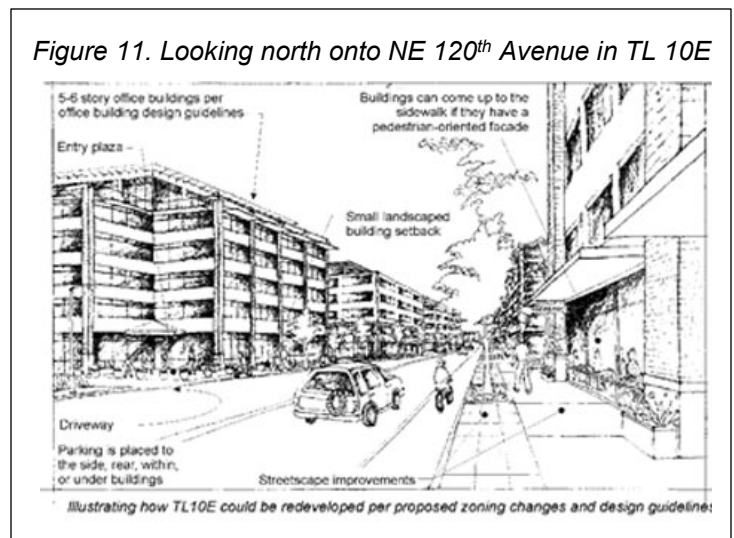 Figure 11. Looking north onto NE 120th Avenue in TL 10E
5-6 story office buildings per
office building design guidelines
Buildings can come up to the
sidewalk if they have a
pedestrian-oriented facade
Entry plaza
Small landscaped
building setback
Driveway
Parking is placed to
the side, rear, within,
or under buildings
Streetscape improvements
Illustrating how TL10E could be redeveloped per proposed zoning changes and design guidelines